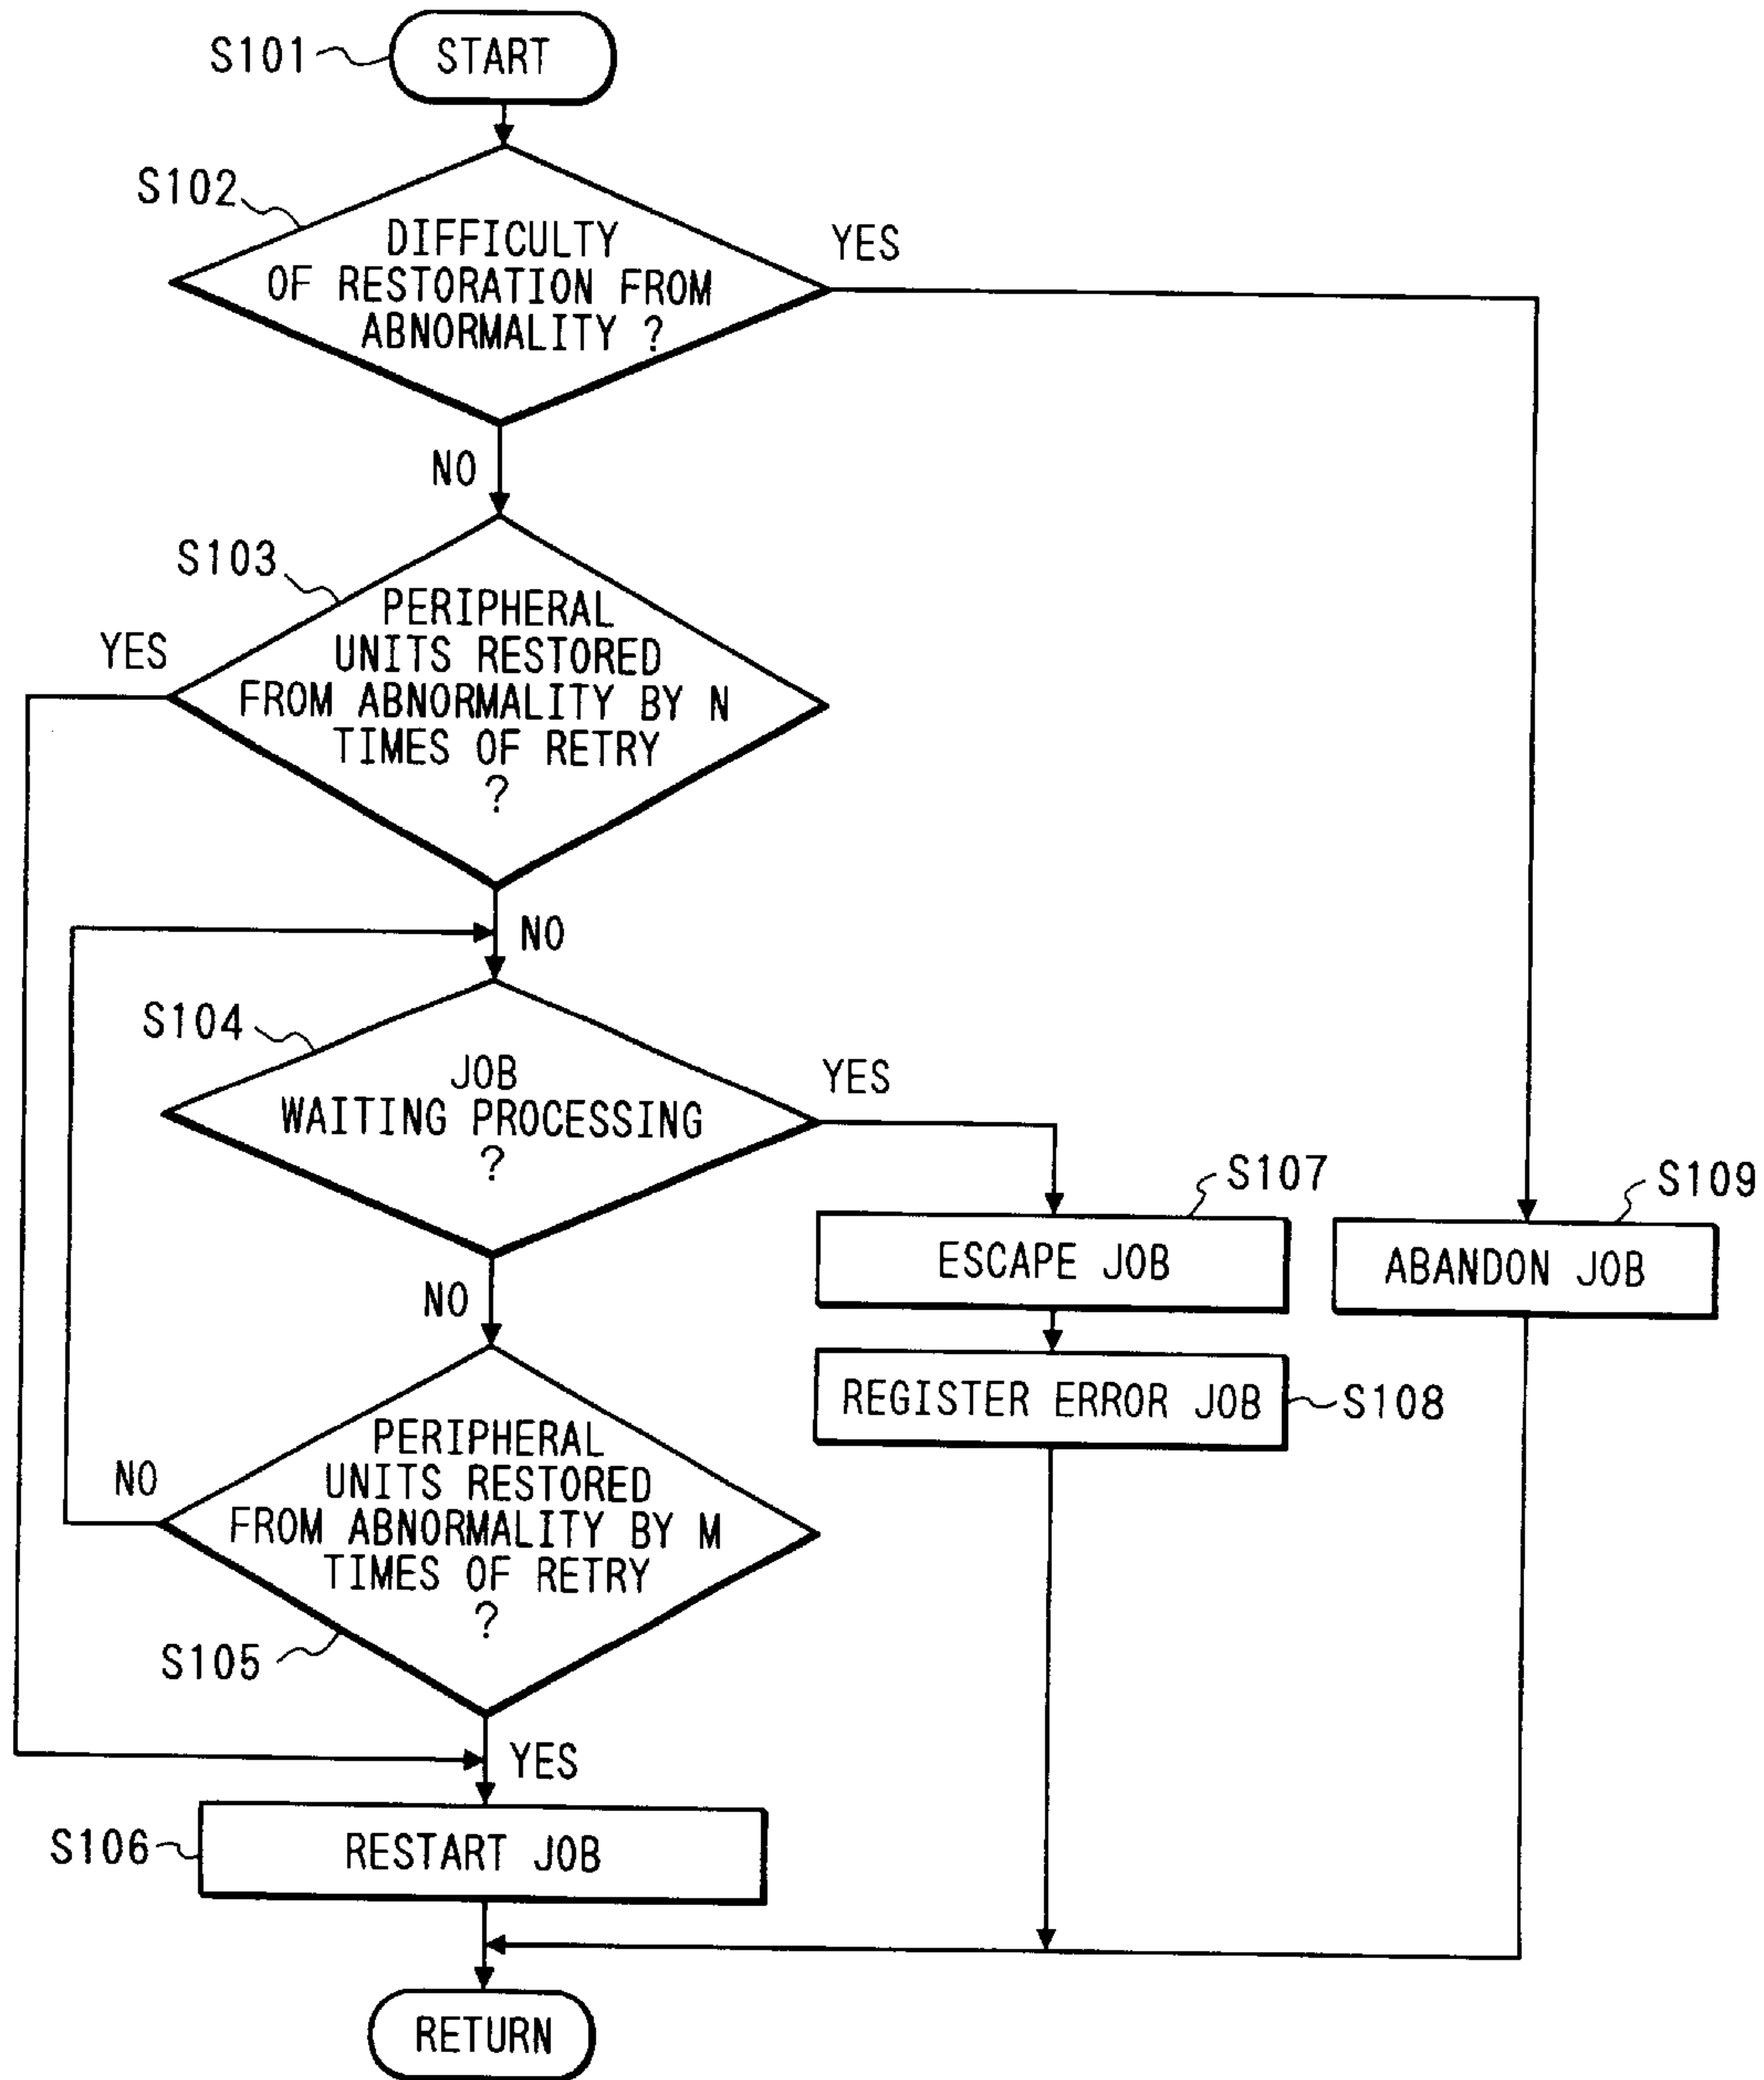 S101
START
S102
DIFFICULTY
OF RESTORATION FROM
ABNORMALITY ?
YES
NO
S103
PERIPHERAL
UNITS RESTORED
FROM ABNORMALITY BY N
TIMES OF RETRY
?
YES
NO
S104
JOB
WAITING PROCESSING
?
YES
S107
ESCAPE JOB
S109
ABANDON JOB
NO
REGISTER ERROR JOB
S108
PERIPHERAL
UNITS RESTORED
FROM ABNORMALITY BY M
TIMES OF RETRY
?
NO
S105
YES
S106
RESTART JOB
RETURN